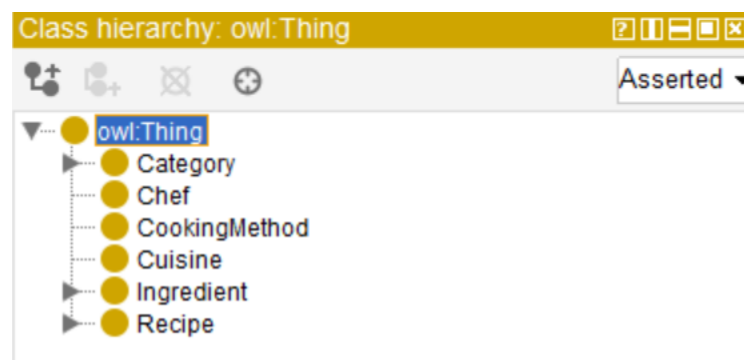 Class hierarchy: owl:Thing
Asserted
owl:Thing
Category
Chef
CookingMethod
Cuisine
Ingredient
Recipe